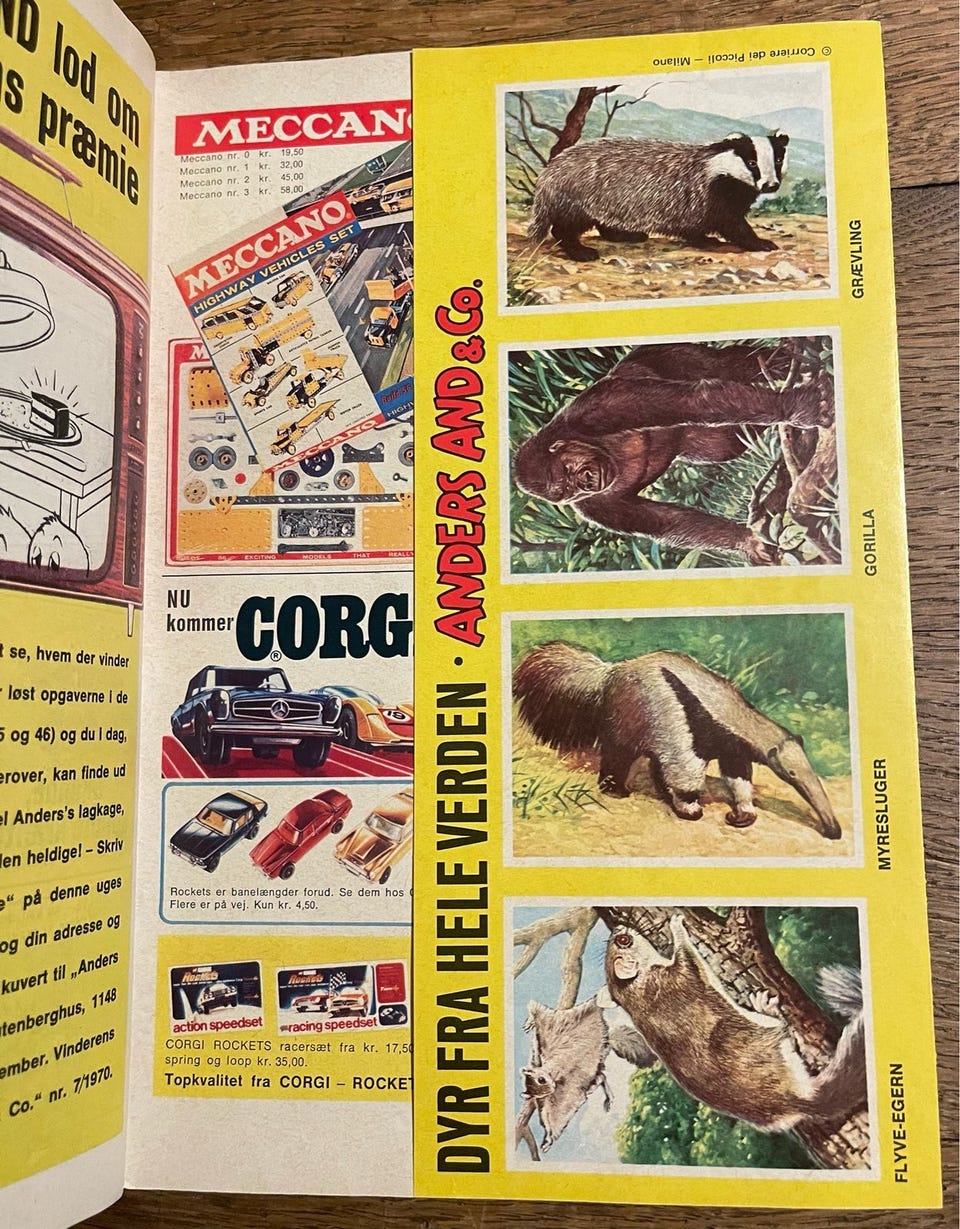 ND lod om
præmie
t se, hvem der vinder
løst opgaverne i de
og 46) og du i dag,
erover, kan finde ud
Anders's lagkage,
den heldige! – Skriv
e“ på denne uges
og din adresse og
kuvert til „Anders
tenberghus, 1148
ember. Vinderens
Co.“ nr. 7/1970.
MECCANO
Meccano nr. 0 kr. 19,50
Meccano nr. 1 kr. 32,00
Meccano nr. 2 kr. 45,00
Meccano nr. 3 kr. 58,00
MECCANO
HIGHWAY VEHICLES SET
MECCANO
EXCITING MODELS THAT REALLY
NU
kommer CORG
Rockets er banelængder forud. Se dem hos
Flere er på vej. Kun kr. 4,50.
Rockets
action speedset
Rockets
racing speedset
CORGI ROCKETS racersæt fra kr. 17,50
spring og loop kr. 35,00.
Topkvalitet fra CORGI – ROCKET
DYR FRA HELE VERDEN · ANDERS AND & Co.
© Corriere dei Piccoli – Milano
GRÆVLING
GORILLA
MYRESLUGER
FLYVE-EGERN